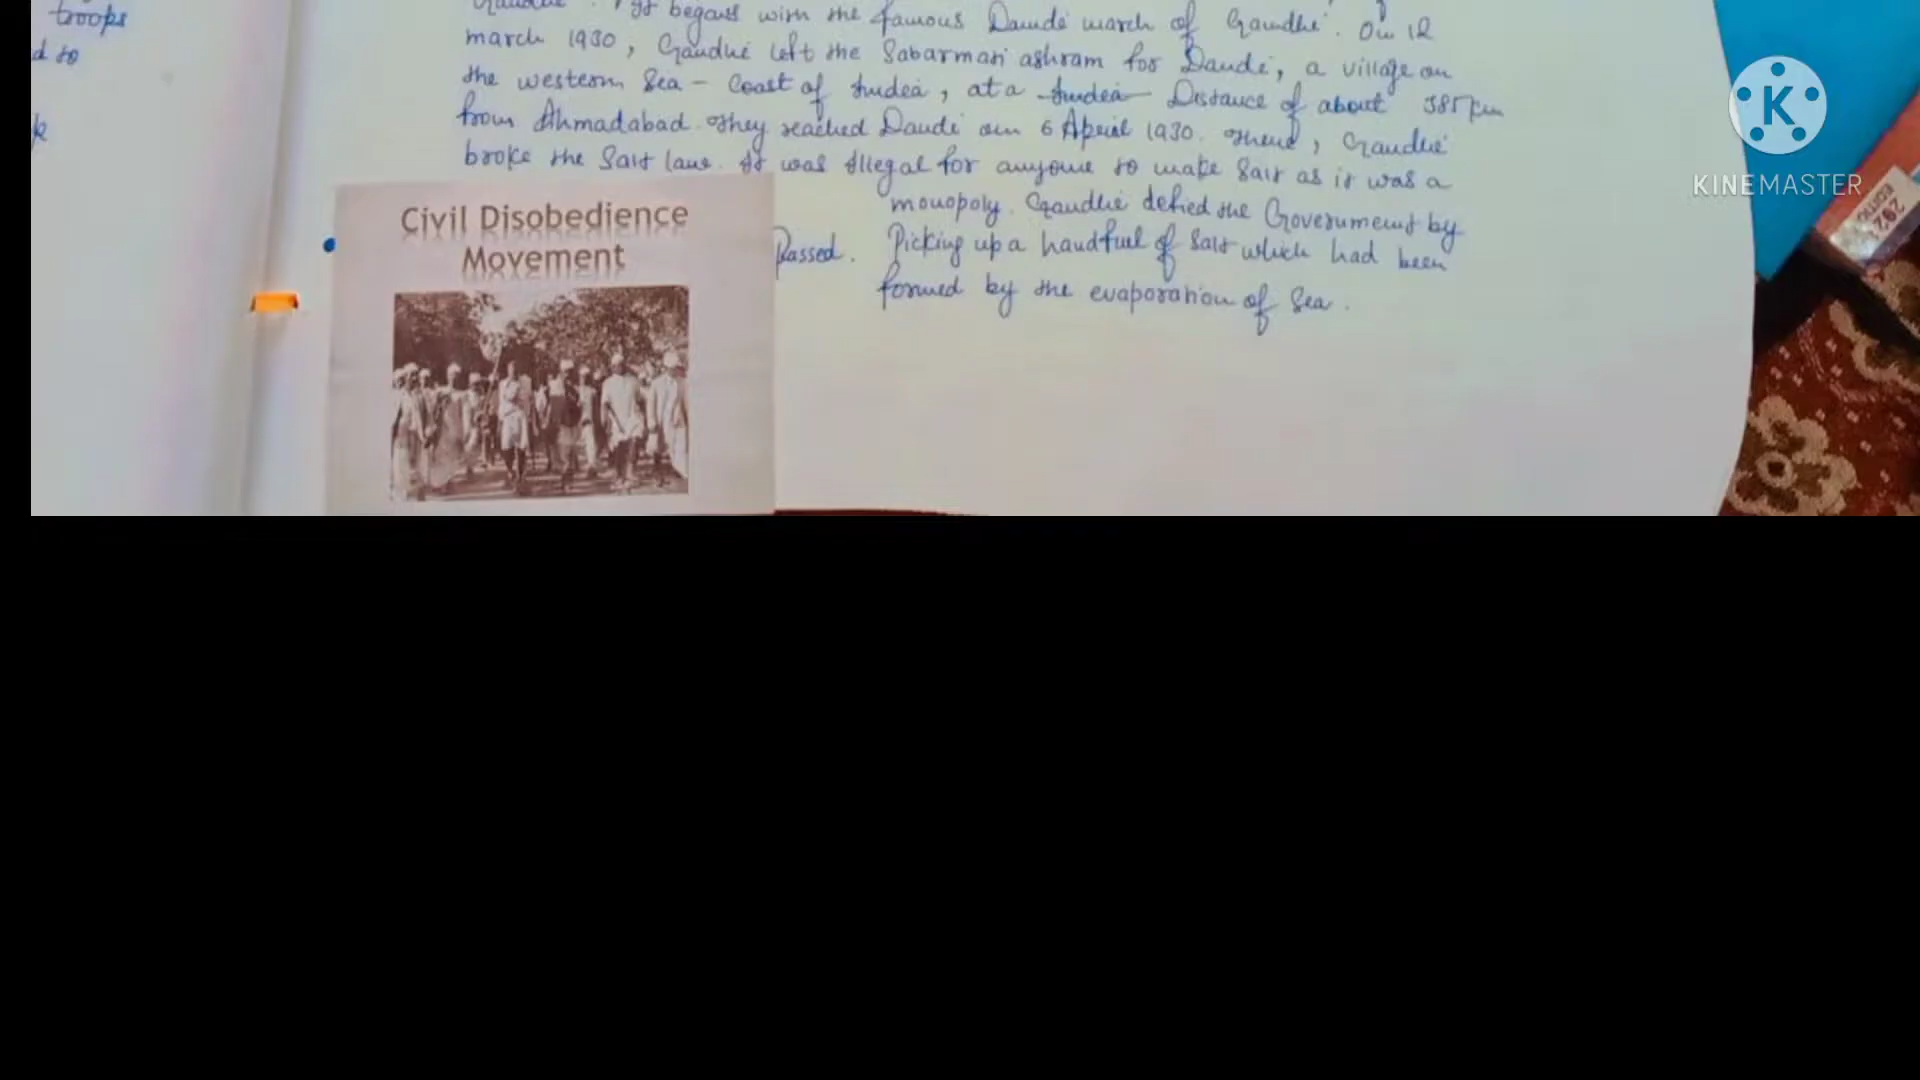 troops
d to
k
It began with the famous Dandi march of Gandhi. On 12
march 1930, Gandhi left the Sabarmati ashram for Dandi, a village on
the western Sea - Coast of India, at a India Distance of about 385 km
from Ahmadabad. They reached Dandi on 6 April 1930. There, Gandhi
broke the Salt law. It was illegal for anyone to make Salt as it was a
monopoly. Gandhi defied the Government by
Passed. Picking up a handfuel of Salt which had been
formed by the evaporation of Sea.
Civil Disobedience
Movement
K
KINEMASTER